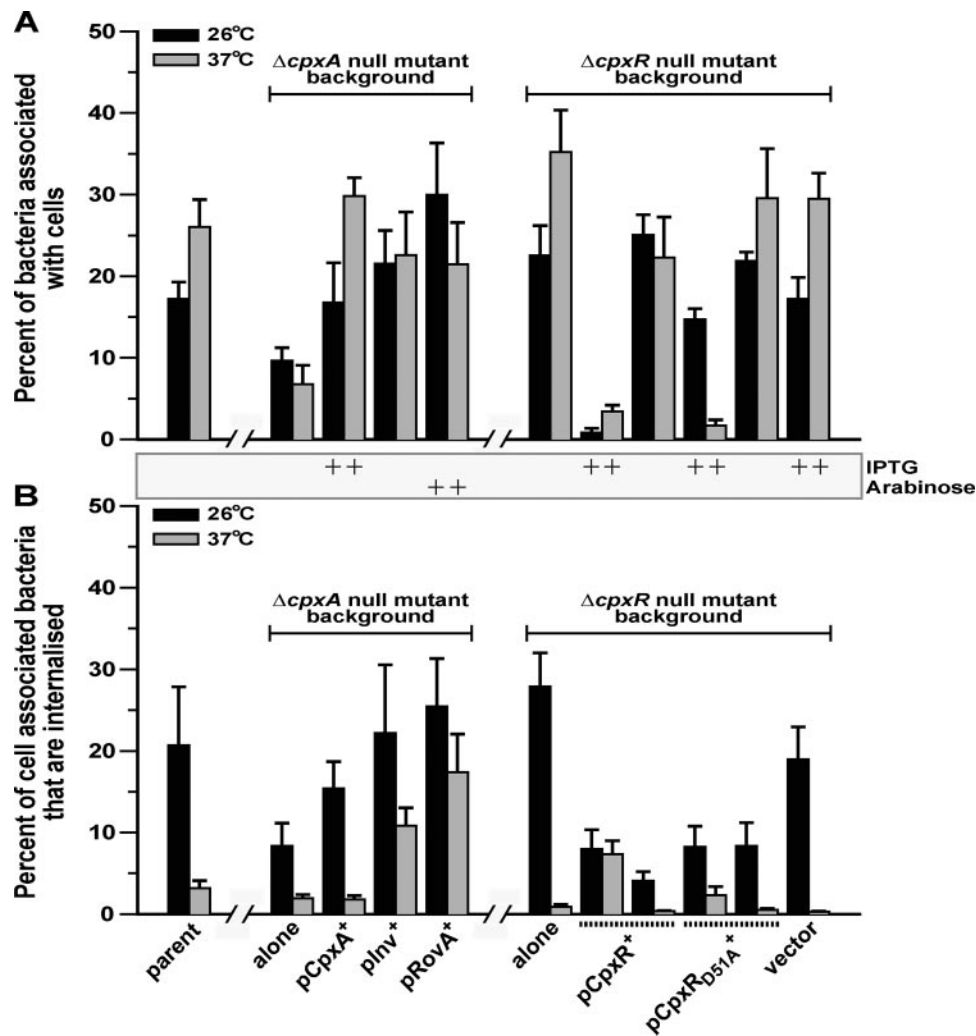 A
26°C
37°C
ΔcpxA null mutant
background
ΔcpxR null mutant
background
Percent of bacteria associated
with cells
50
40
30
20
10
0
+ + + + + + + + IPTG
+ + Arabinose
B
26°C
37°C
ΔcpxA null mutant
background
ΔcpxR null mutant
background
Percent of cell associated bacteria
that are internalised
50
40
30
20
10
0
parent
alone
pCpxA+
pInv+
pRovA+
alone
pCpxR+
pCpxRD51A+
vector